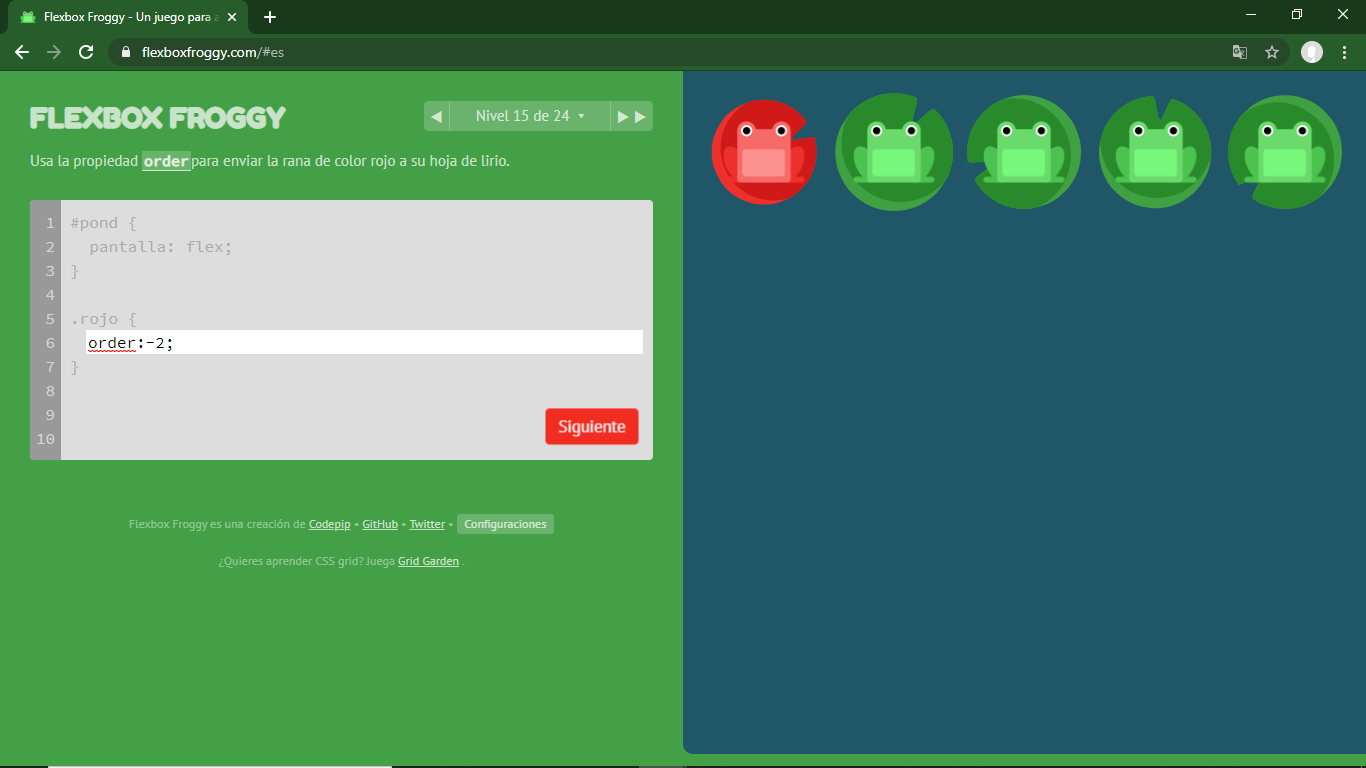 Flexbox Froggy - Un juego para a
flexboxfroggy.com/#es
FLEXBOX FROGGY
Nivel 15 de 24
Usa la propiedad order para enviar la rana de color rojo a su hoja de lirio.
1 #pond {
2 pantalla: flex;
3 }
4
5 .rojo {
6 order:-2;
7 }
8
9
10
Siguiente
Flexbox Froggy es una creación de Codepip • GitHub • Twitter • Configuraciones
¿Quieres aprender CSS grid? Juega Grid Garden .